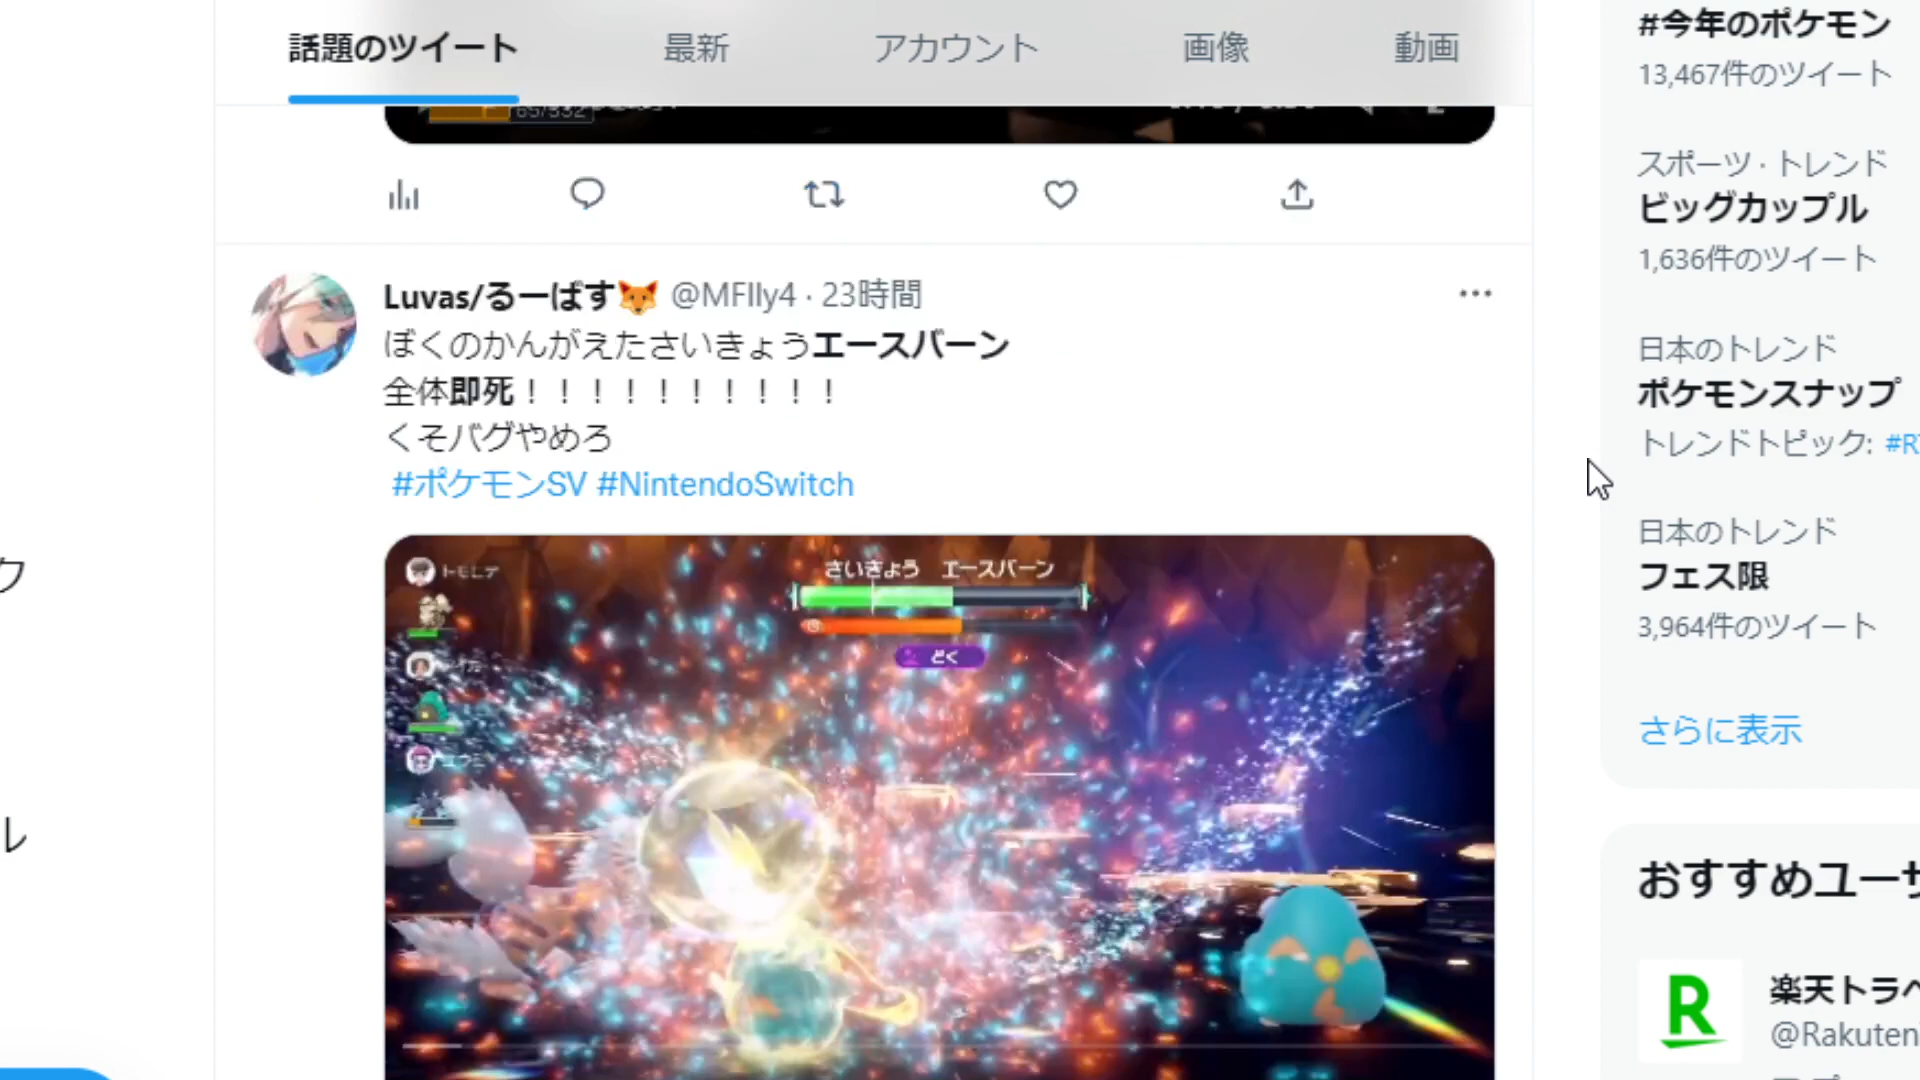 話題のツイート
最新
アカウント
画像
動画
65/332
Luvas/るーぱす🦊 @MFlly4 · 23時間
ぼくのかんがえたさいきょうエースバーン
全体即死！！！！！！！！！！
くそバグやめろ
#ポケモンSV #NintendoSwitch
トモヒデ
さいきょう エースバーン
どく
#今年のポケモン
13,467件のツイート
スポーツ · トレンド
ビッグカップル
1,636件のツイート
日本のトレンド
ポケモンスナップ
トレンドトピック: #R
日本のトレンド
フェス限
3,964件のツイート
さらに表示
おすすめユーザ
R
楽天トラベ
@Rakuten
ク
ル